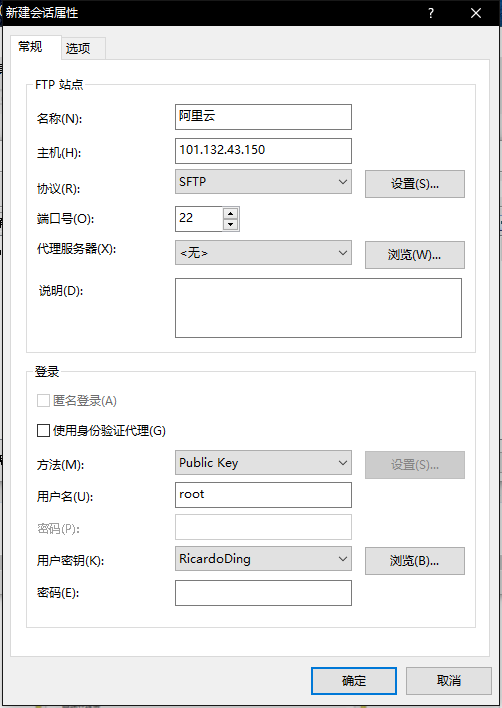 新建会话属性
?
常规
选项
FTP 站点
名称(N):
阿里云
主机(H):
101.132.43.150
协议(R):
SFTP
设置(S)...
端口号(O):
22
代理服务器(X):
<无>
浏览(W)...
说明(D):
登录
匿名登录(A)
使用身份验证代理(G)
方法(M):
Public Key
设置(S)...
用户名(U):
root
密码(P):
用户密钥(K):
RicardoDing
浏览(B)...
密码(E):
确定
取消